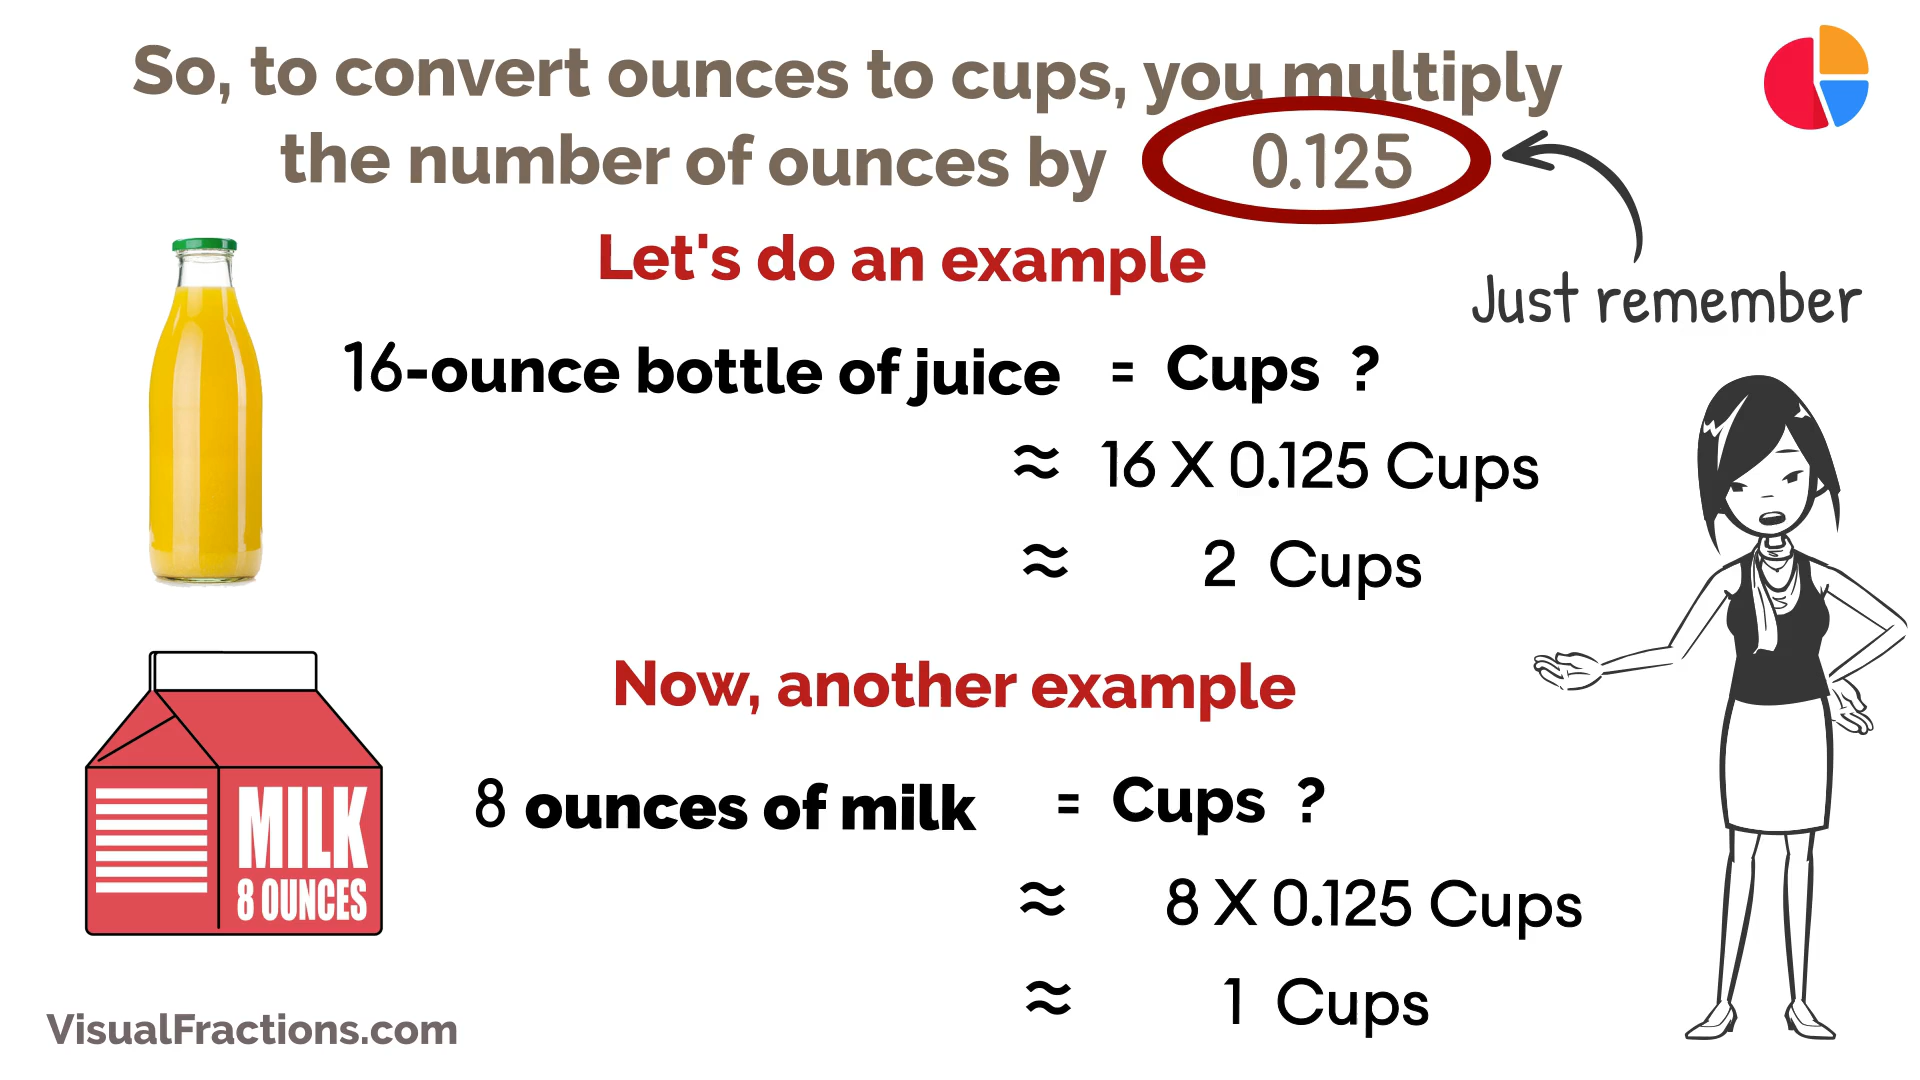 So, to convert ounces to cups, you multiply
the number of ounces by 0.125
Let's do an example
Just remember
16-ounce bottle of juice = Cups ?
≈ 16 X 0.125 Cups
≈ 2 Cups
Now, another example
8 ounces of milk = Cups ?
MILK
8 OUNCES
≈ 8 X 0.125 Cups
≈ 1 Cups
VisualFractions.com